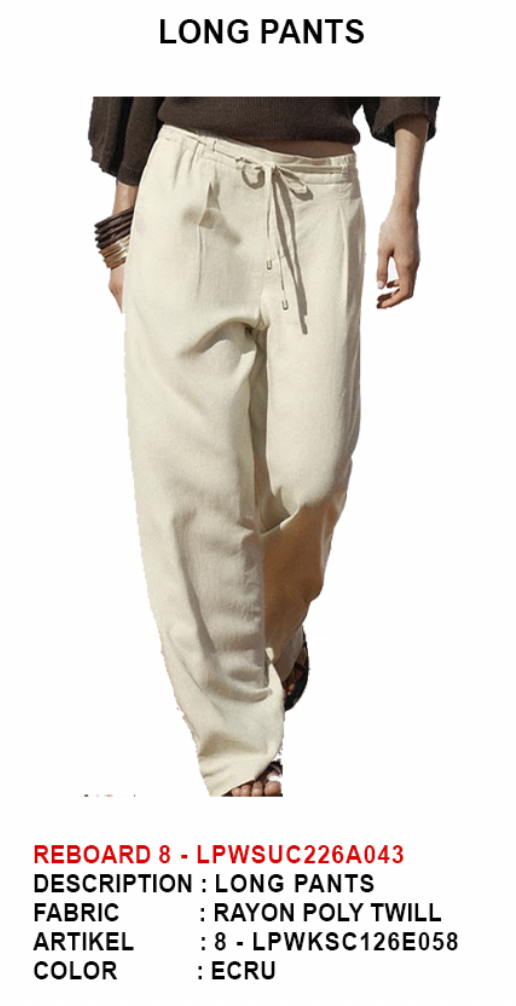 LONG PANTS
REBOARD 8 - LPWSUC226A043
DESCRIPTION : LONG PANTS
FABRIC : RAYON POLY TWILL
ARTIKEL : 8 - LPWKSC126E058
COLOR : ECRU